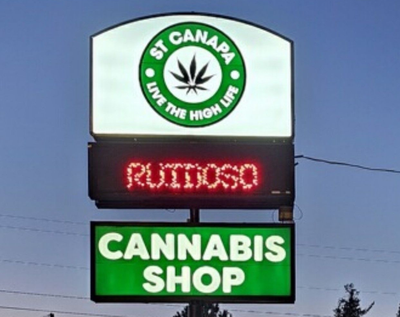 ST CANAPA
LIVE THE HIGH LIFE
RUIDOSO
CANNABIS
SHOP